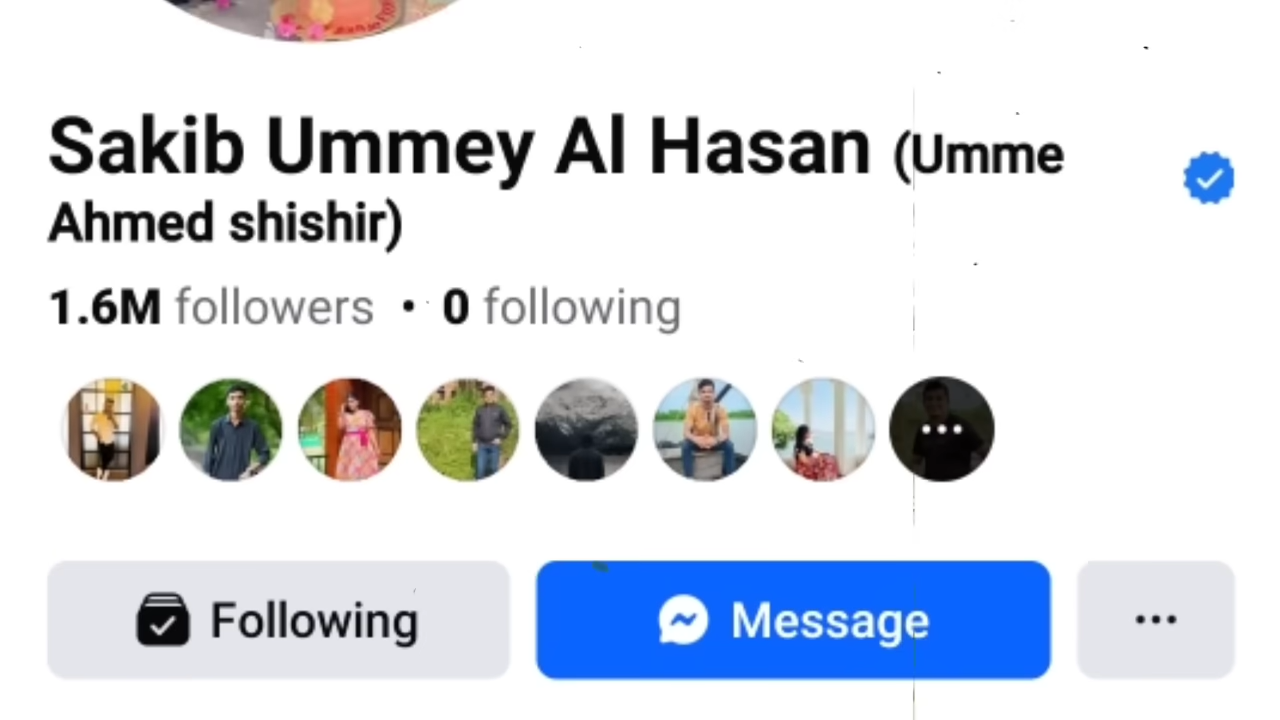 Sakib Ummey Al Hasan (Umme
Ahmed shishir)
1.6M followers • 0 following
Following
Message